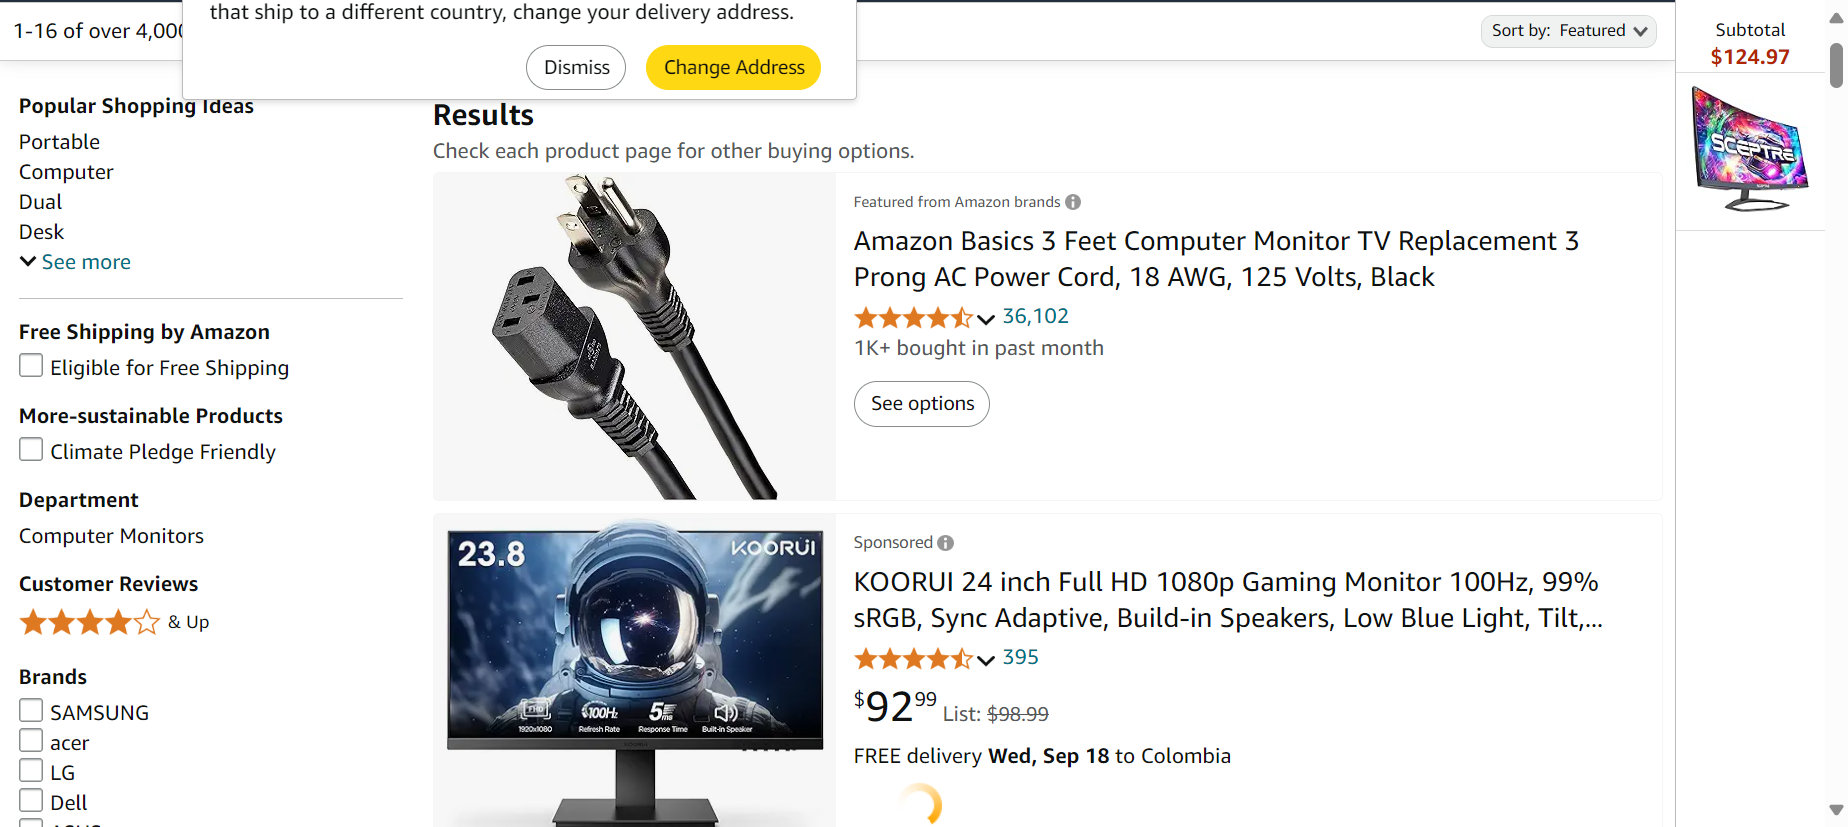 that ship to a different country, change your delivery address.
Dismiss
Change Address
1-16 of over 4,000
Sort by: Featured
Subtotal
$124.97
SCEPTRE
Popular Shopping Ideas
Portable
Computer
Dual
Desk
See more
Free Shipping by Amazon
Eligible for Free Shipping
More-sustainable Products
Climate Pledge Friendly
Department
Computer Monitors
Customer Reviews
& Up
Brands
SAMSUNG
acer
LG
Dell
Results
Check each product page for other buying options.
Featured from Amazon brands
Amazon Basics 3 Feet Computer Monitor TV Replacement 3
Prong AC Power Cord, 18 AWG, 125 Volts, Black
36,102
1K+ bought in past month
See options
23.8
KOORUI
FHD
100Hz
5ms
1920x1080
Refresh Rate
Response Time
Built-in Speaker
Sponsored
KOORUI 24 inch Full HD 1080p Gaming Monitor 100Hz, 99%
sRGB, Sync Adaptive, Build-in Speakers, Low Blue Light, Tilt,...
395
$92.99 List: $98.99
FREE delivery Wed, Sep 18 to Colombia